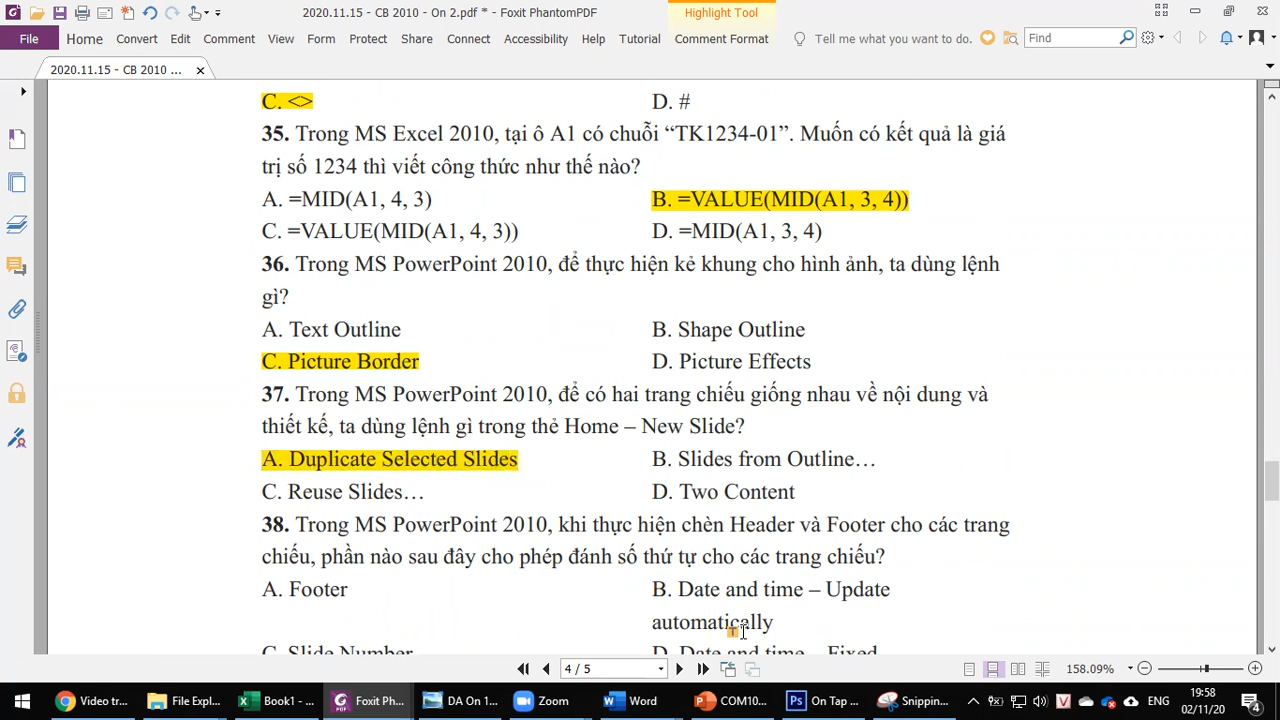 2020.11.15 - CB 2010 - On 2.pdf * - Foxit PhantomPDF
Highlight Tool
File Home Convert Edit Comment View Form Protect Share Connect Accessibility Help Tutorial Comment Format Tell me what you want to do. Find
2020.11.15 - CB 2010 ...
C. <> D. #
35. Trong MS Excel 2010, tại ô A1 có chuỗi “TK1234-01”. Muốn có kết quả là giá
trị số 1234 thì viết công thức như thế nào?
A. =MID(A1, 4, 3) B. =VALUE(MID(A1, 3, 4))
C. =VALUE(MID(A1, 4, 3)) D. =MID(A1, 3, 4)
36. Trong MS PowerPoint 2010, để thực hiện kẻ khung cho hình ảnh, ta dùng lệnh
gì?
A. Text Outline B. Shape Outline
C. Picture Border D. Picture Effects
37. Trong MS PowerPoint 2010, để có hai trang chiếu giống nhau về nội dung và
thiết kế, ta dùng lệnh gì trong thẻ Home – New Slide?
A. Duplicate Selected Slides B. Slides from Outline…
C. Reuse Slides… D. Two Content
38. Trong MS PowerPoint 2010, khi thực hiện chèn Header và Footer cho các trang
chiếu, phần nào sau đây cho phép đánh số thứ tự cho các trang chiếu?
A. Footer B. Date and time – Update
automatically
C. Slide Number D. Date and time – Fixed
4 / 5 158.09%
Video tr... File Expl... Book1 - ... Foxit Ph... DA On 1... Zoom Word COM10... On Tap ... Snippin... ENG 19:58
02/11/20